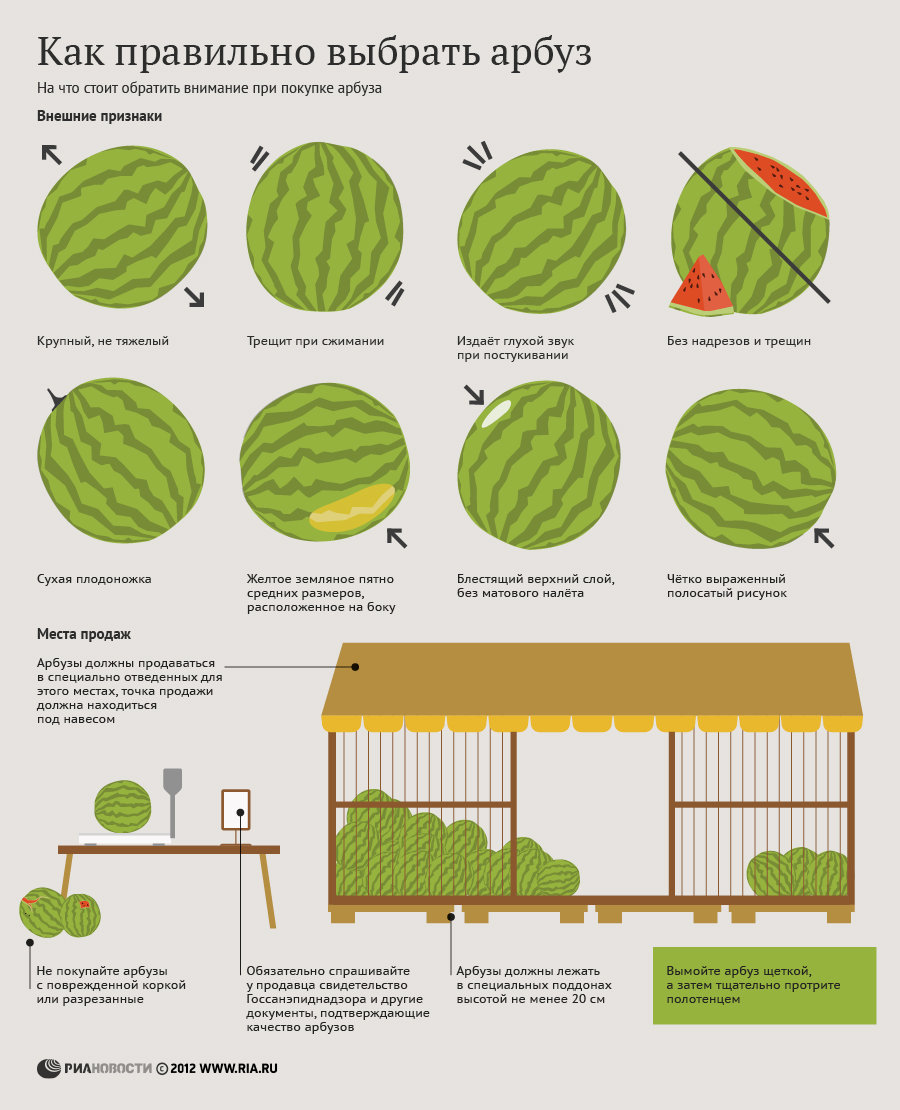 Как правильно выбрать арбуз
На что стоит обратить внимание при покупке арбуза
Внешние признаки
Крупный, не тяжелый
Трещит при сжимании
Издаёт глухой звук
при постукивании
Без надрезов и трещин
Сухая плодоножка
Желтое земляное пятно
средних размеров,
расположенное на боку
Блестящий верхний слой,
без матового налёта
Чётко выраженный
полосатый рисунок
Места продаж
Арбузы должны продаваться
в специально отведенных для
этого местах, точка продажи
должна находиться
под навесом
Не покупайте арбузы
с поврежденной коркой
или разрезанные
Обязательно спрашивайте
у продавца свидетельство
Госсанэпиднадзора и другие
документы, подтверждающие
качество арбузов
Арбузы должны лежать
в специальных поддонах
высотой не менее 20 см
Вымойте арбуз щеткой,
а затем тщательно протрите
полотенцем
РИАНОВОСТИ © 2012 WWW.RIA.RU